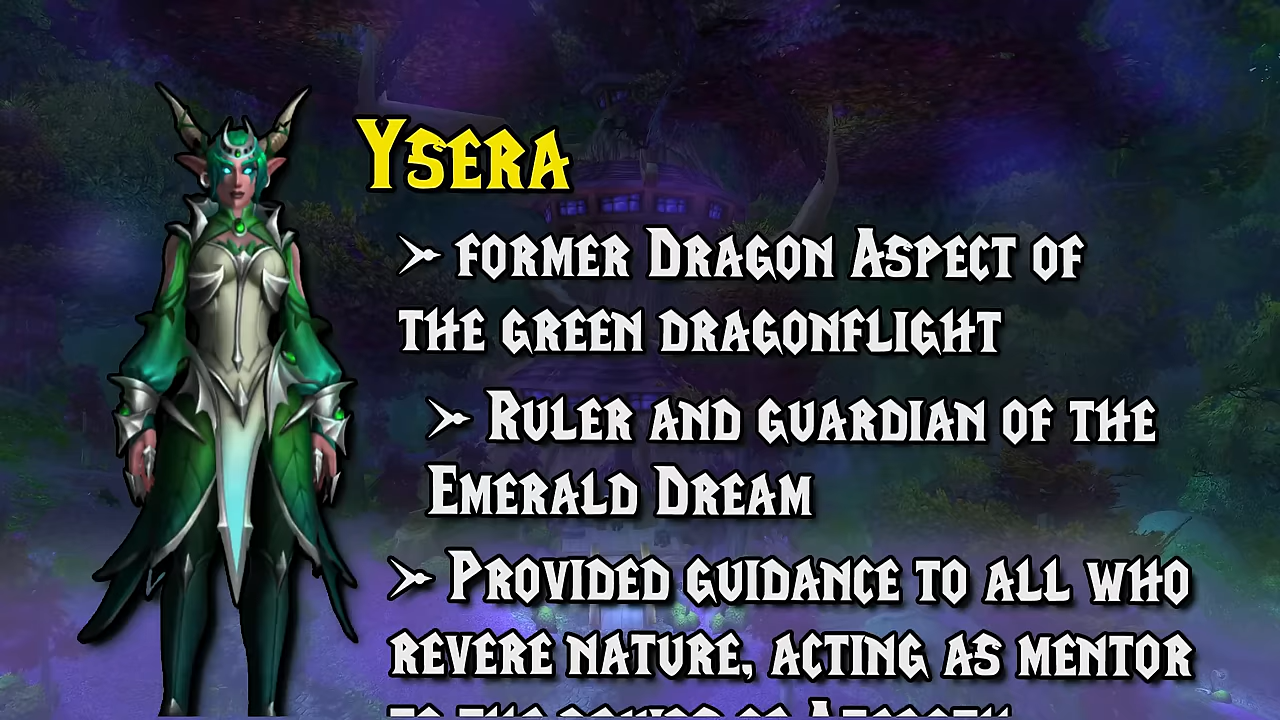 Ysera
➢ former Dragon Aspect of
the green dragonflight
➢ Ruler and guardian of the
Emerald Dream
➢ Provided guidance to all who
revere nature, acting as mentor